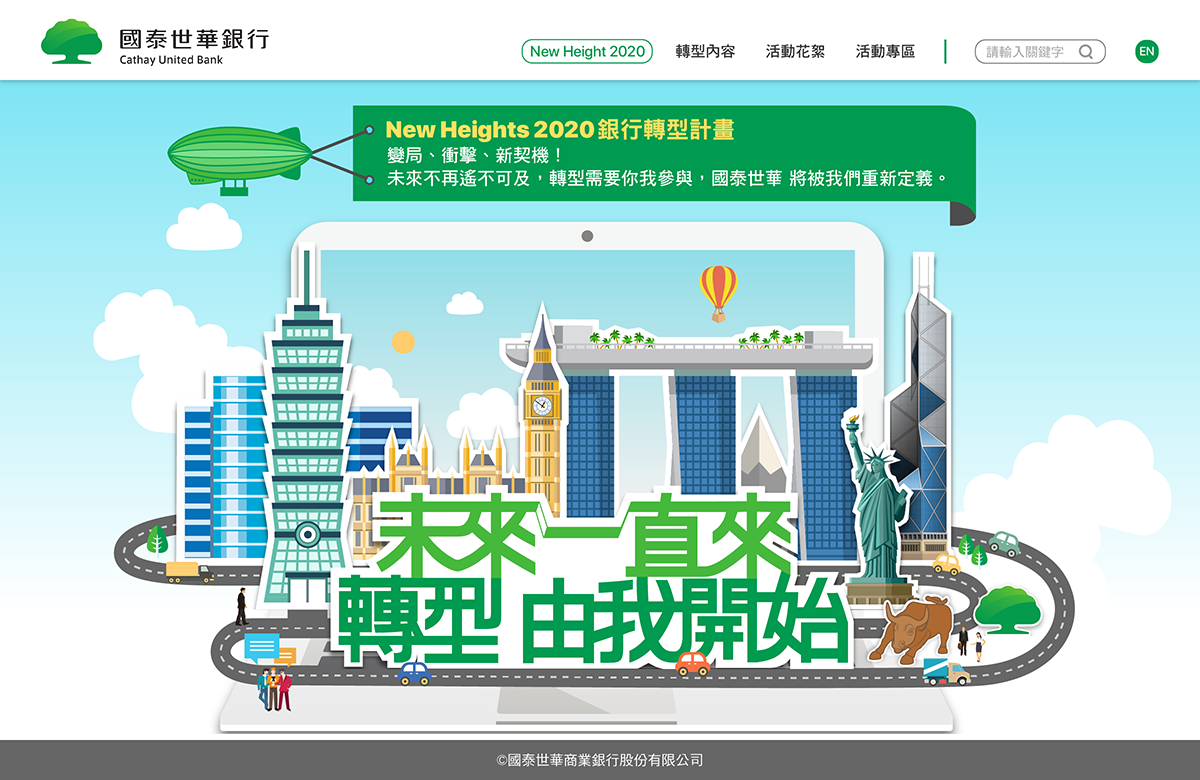 國泰世華銀行
Cathay United Bank
New Height 2020
轉型內容
活動花絮
活動專區
請輸入關鍵字
EN
New Heights 2020銀行轉型計畫
變局、衝擊、新契機！
未來不再遙不可及，轉型需要你我參與，國泰世華 將被我們重新定義。
未來一直來
轉型 由我開始
©國泰世華商業銀行股份有限公司